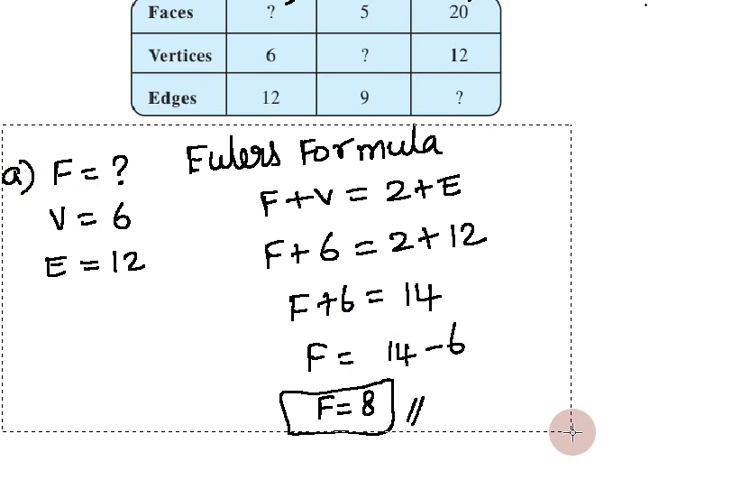 Faces ? 5 20
Vertices 6 ? 12
Edges 12 9 ?
a) F = ? Eulers Formula
V = 6 F+V = 2+E
E = 12 F+6 = 2+12
F+6 = 14
F = 14-6
F=8 //